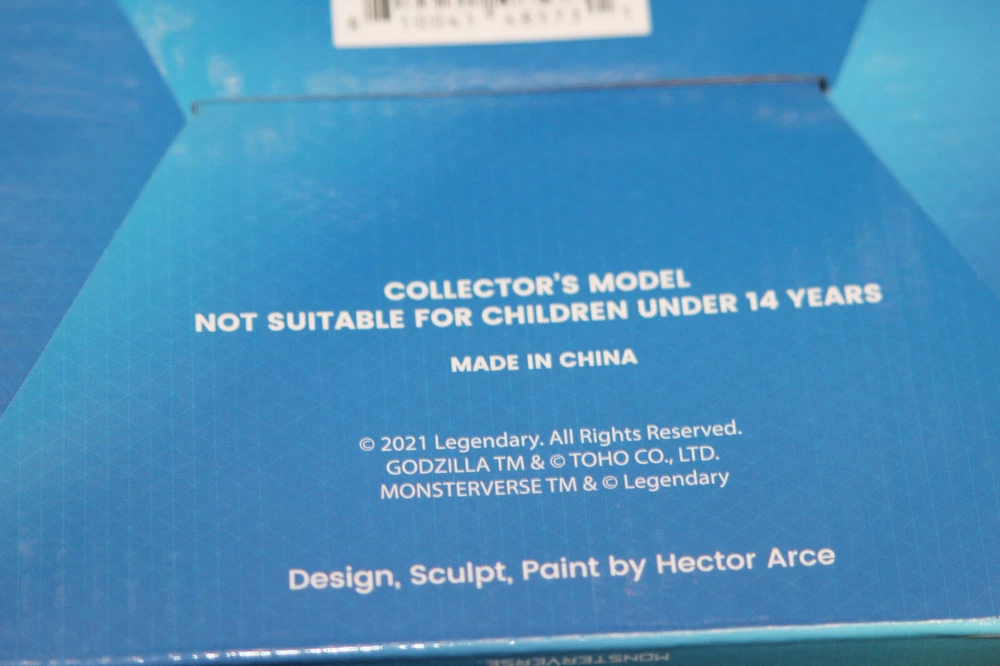 COLLECTOR'S MODEL
NOT SUITABLE FOR CHILDREN UNDER 14 YEARS
MADE IN CHINA
© 2021 Legendary. All Rights Reserved.
GODZILLA TM & © TOHO CO., LTD.
MONSTERVERSE TM & © Legendary
Design, Sculpt, Paint by Hector Arce
MONSTERVERSE